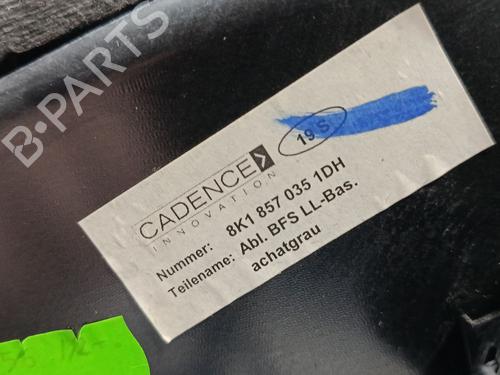 B-PARTS
CADENCE
INNOVATION
19 S
Nummer: 8K1 857 035 1DH
Teilename: Abl. BFS LL-Bas.
achatgrau